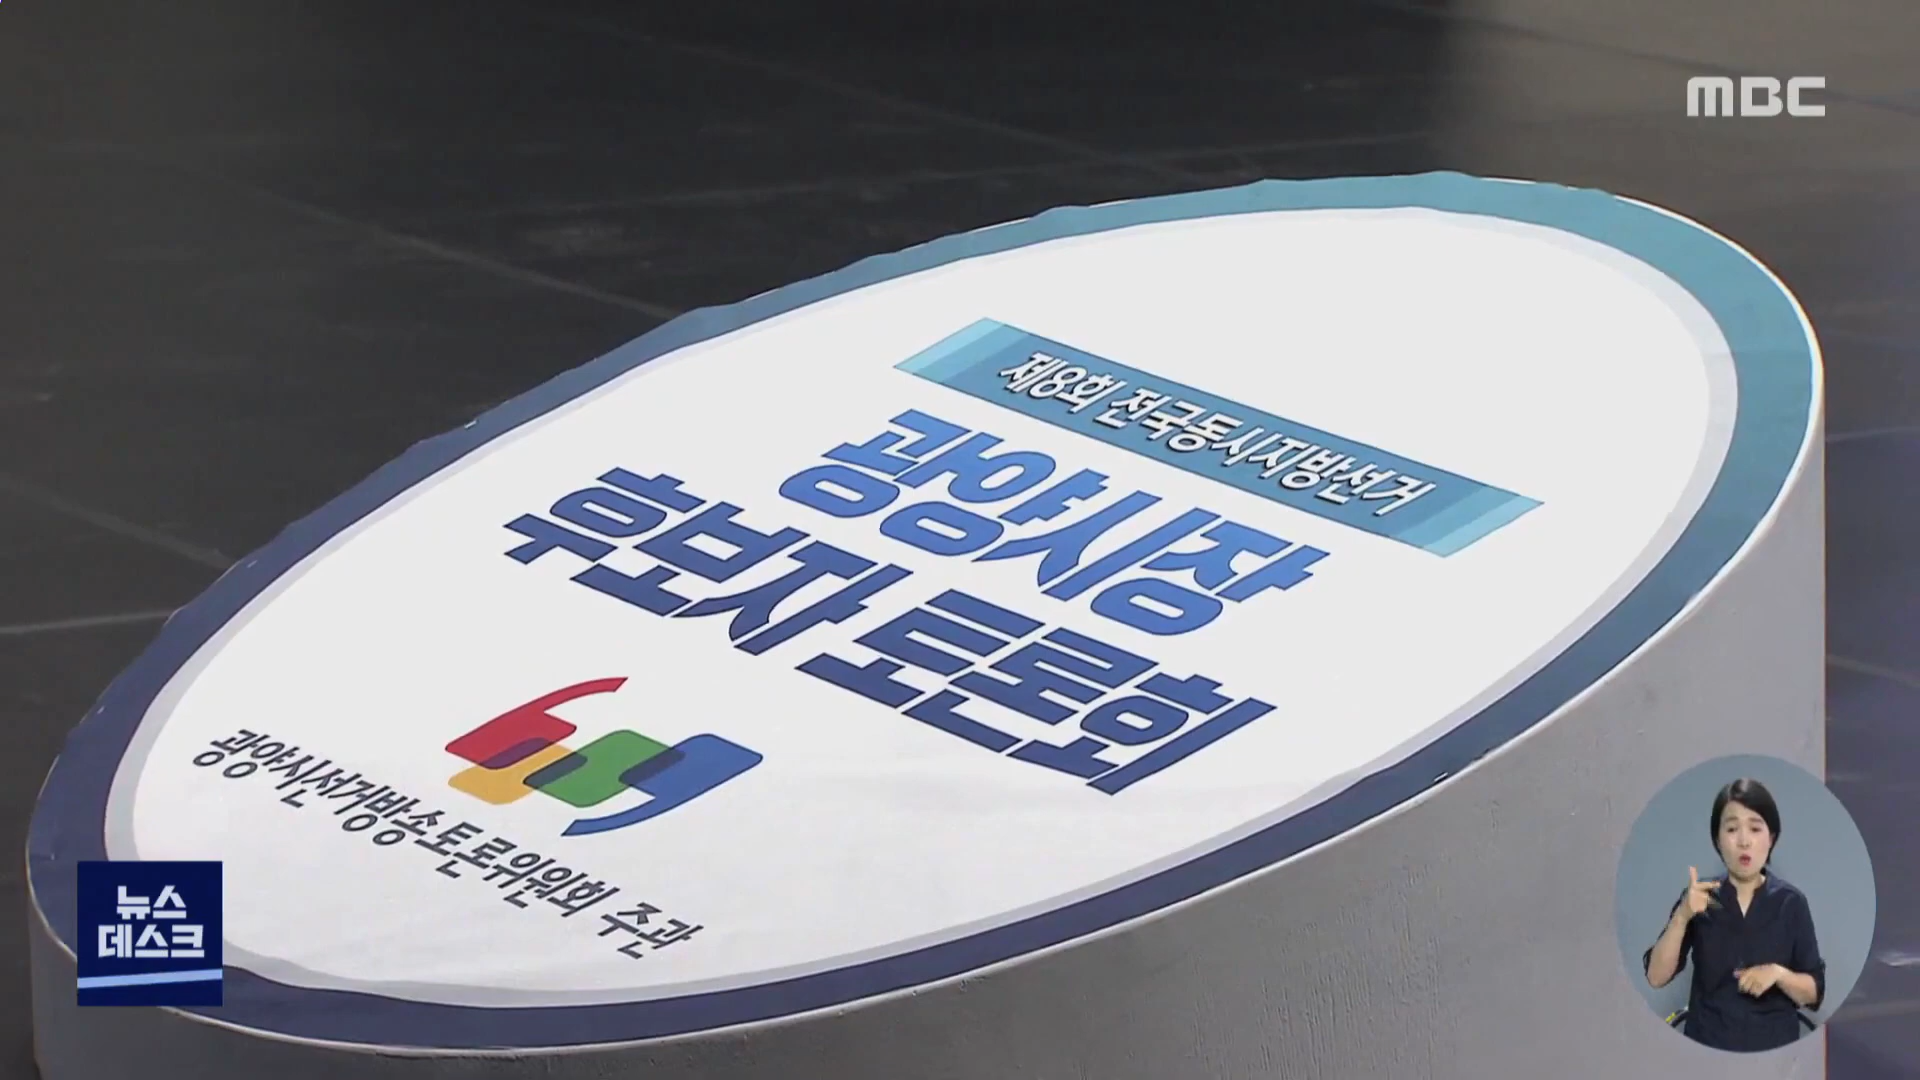 MBC
제8회 전국동시지방선거
광양시장
후보자 토론회
광양시선거방송토론위원회 주관
뉴스
데스크